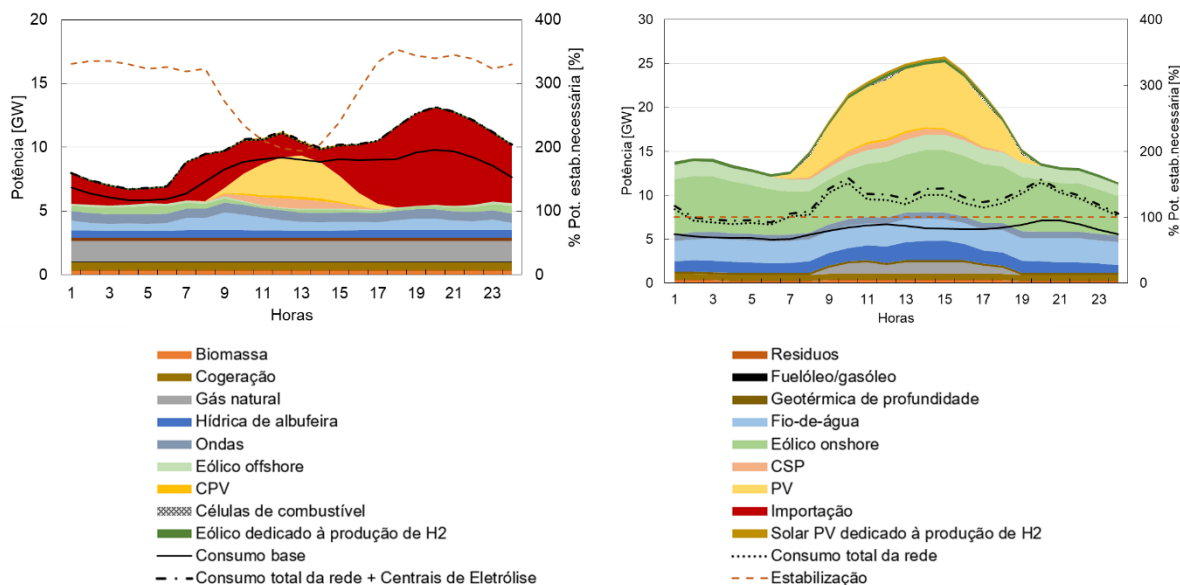 Potência [GW]
20
15
10
5
0
400
300
200
100
0
% Pot. estab.necessária [%]
1 3 5 7 9 11 13 15 17 19 21 23
Horas
Potência [GW]
30
25
20
15
10
5
0
400
350
300
250
200
150
100
50
0
% Pot. estab.necessária [%]
1 3 5 7 9 11 13 15 17 19 21 23
Horas
Biomassa
Cogeração
Gás natural
Hídrica de albufeira
Ondas
Eólico offshore
CPV
Células de combustível
Eólico dedicado à produção de H2
Consumo base
Consumo total da rede + Centrais de Eletrólise
Residuos
Fuelóleo/gasóleo
Geotérmica de profundidade
Fio-de-água
Eólico onshore
CSP
PV
Importação
Solar PV dedicado à produção de H2
Consumo total da rede
Estabilização